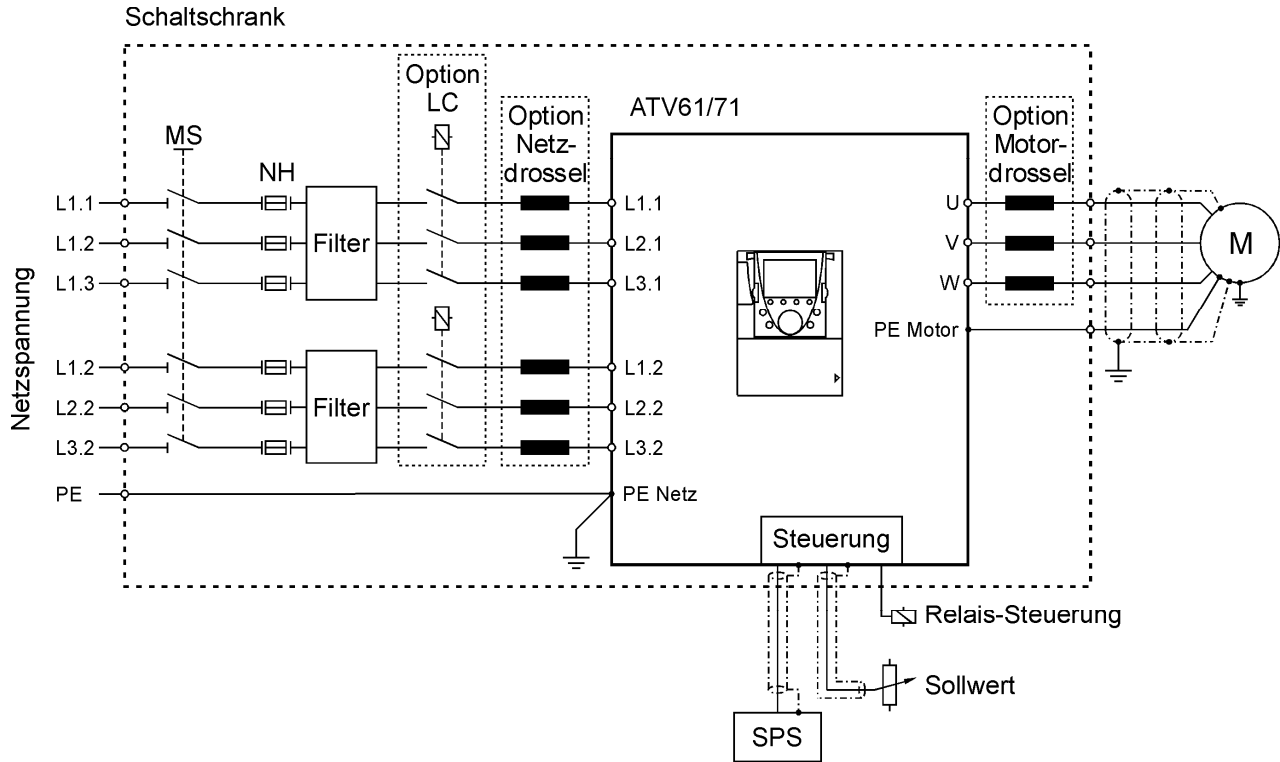 Schaltschrank
Option
LC
Option
Netz-
drossel
ATV61/71
Option
Motor-
drossel
MS
NH
Netzspannung
L1.1
L1.2
L1.3
Filter
L1.1
L2.1
L3.1
U
V
W
M
PE Motor
L1.2
L2.2
L3.2
Filter
L1.2
L2.2
L3.2
PE
PE Netz
Steuerung
Relais-Steuerung
Sollwert
SPS